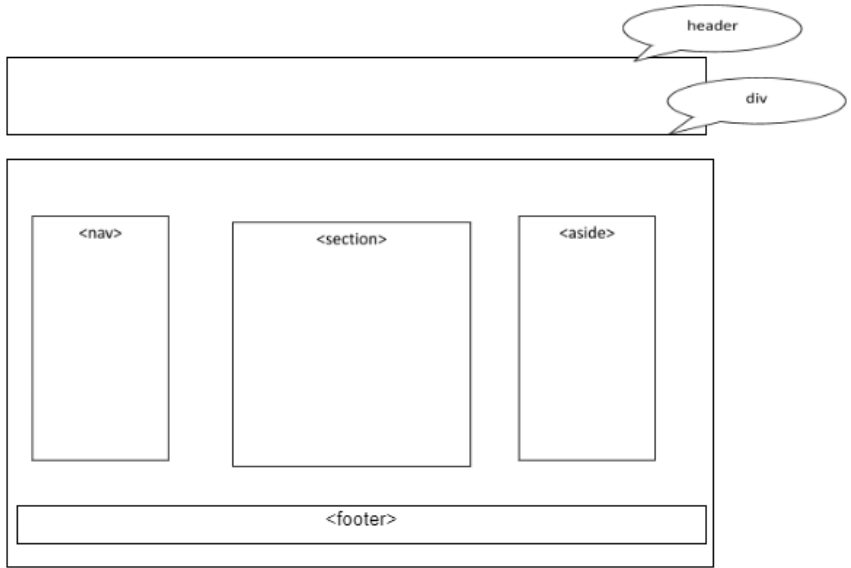 header
div
<nav>
<section>
<aside>
<footer>